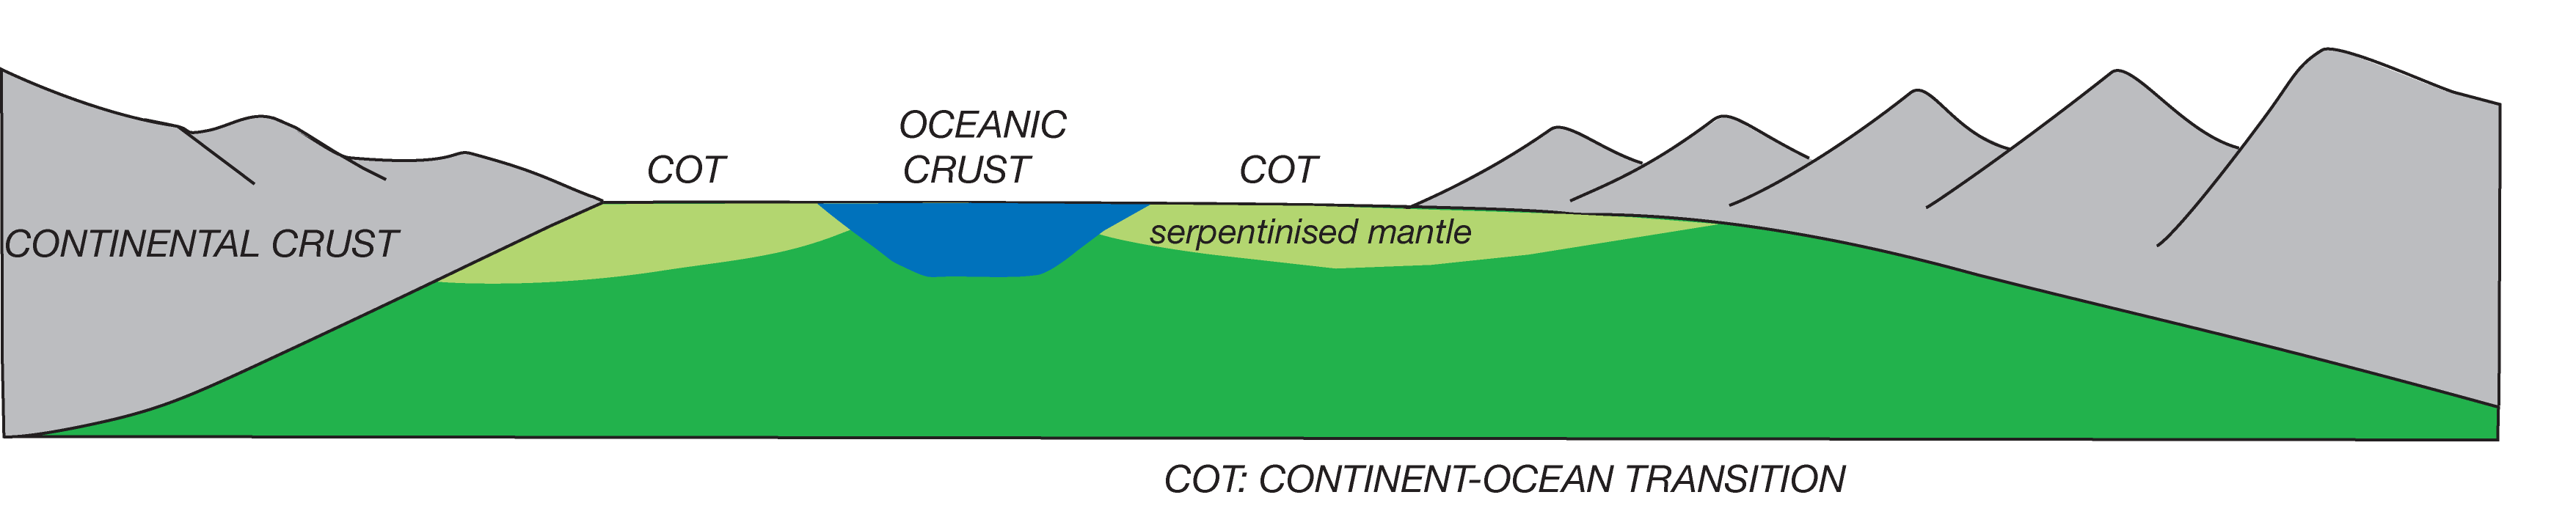 OCEANIC
CRUST
COT
COT
CONTINENTAL CRUST
serpentinised mantle
COT: CONTINENT-OCEAN TRANSITION